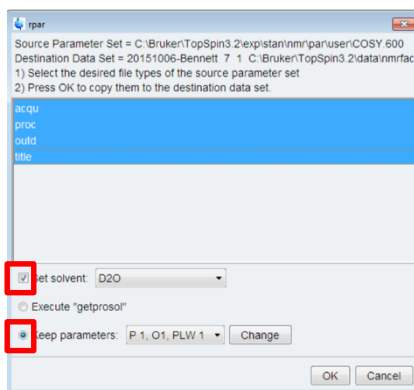 rpar
Source Parameter Set = C:\Bruker\TopSpin3.2\exp\stan\nmr\par\user\COSY.600
Destination Data Set = 20151006-Bennett 7 1 C:\Bruker\TopSpin3.2\data\nmrfac
1) Select the desired file types of the source parameter set
2) Press OK to copy them to the destination data set.
acqu
proc
outd
title
Set solvent: D2O
Execute "getprosol"
Keep parameters: P 1, O1, PLW 1 Change
OK Cancel